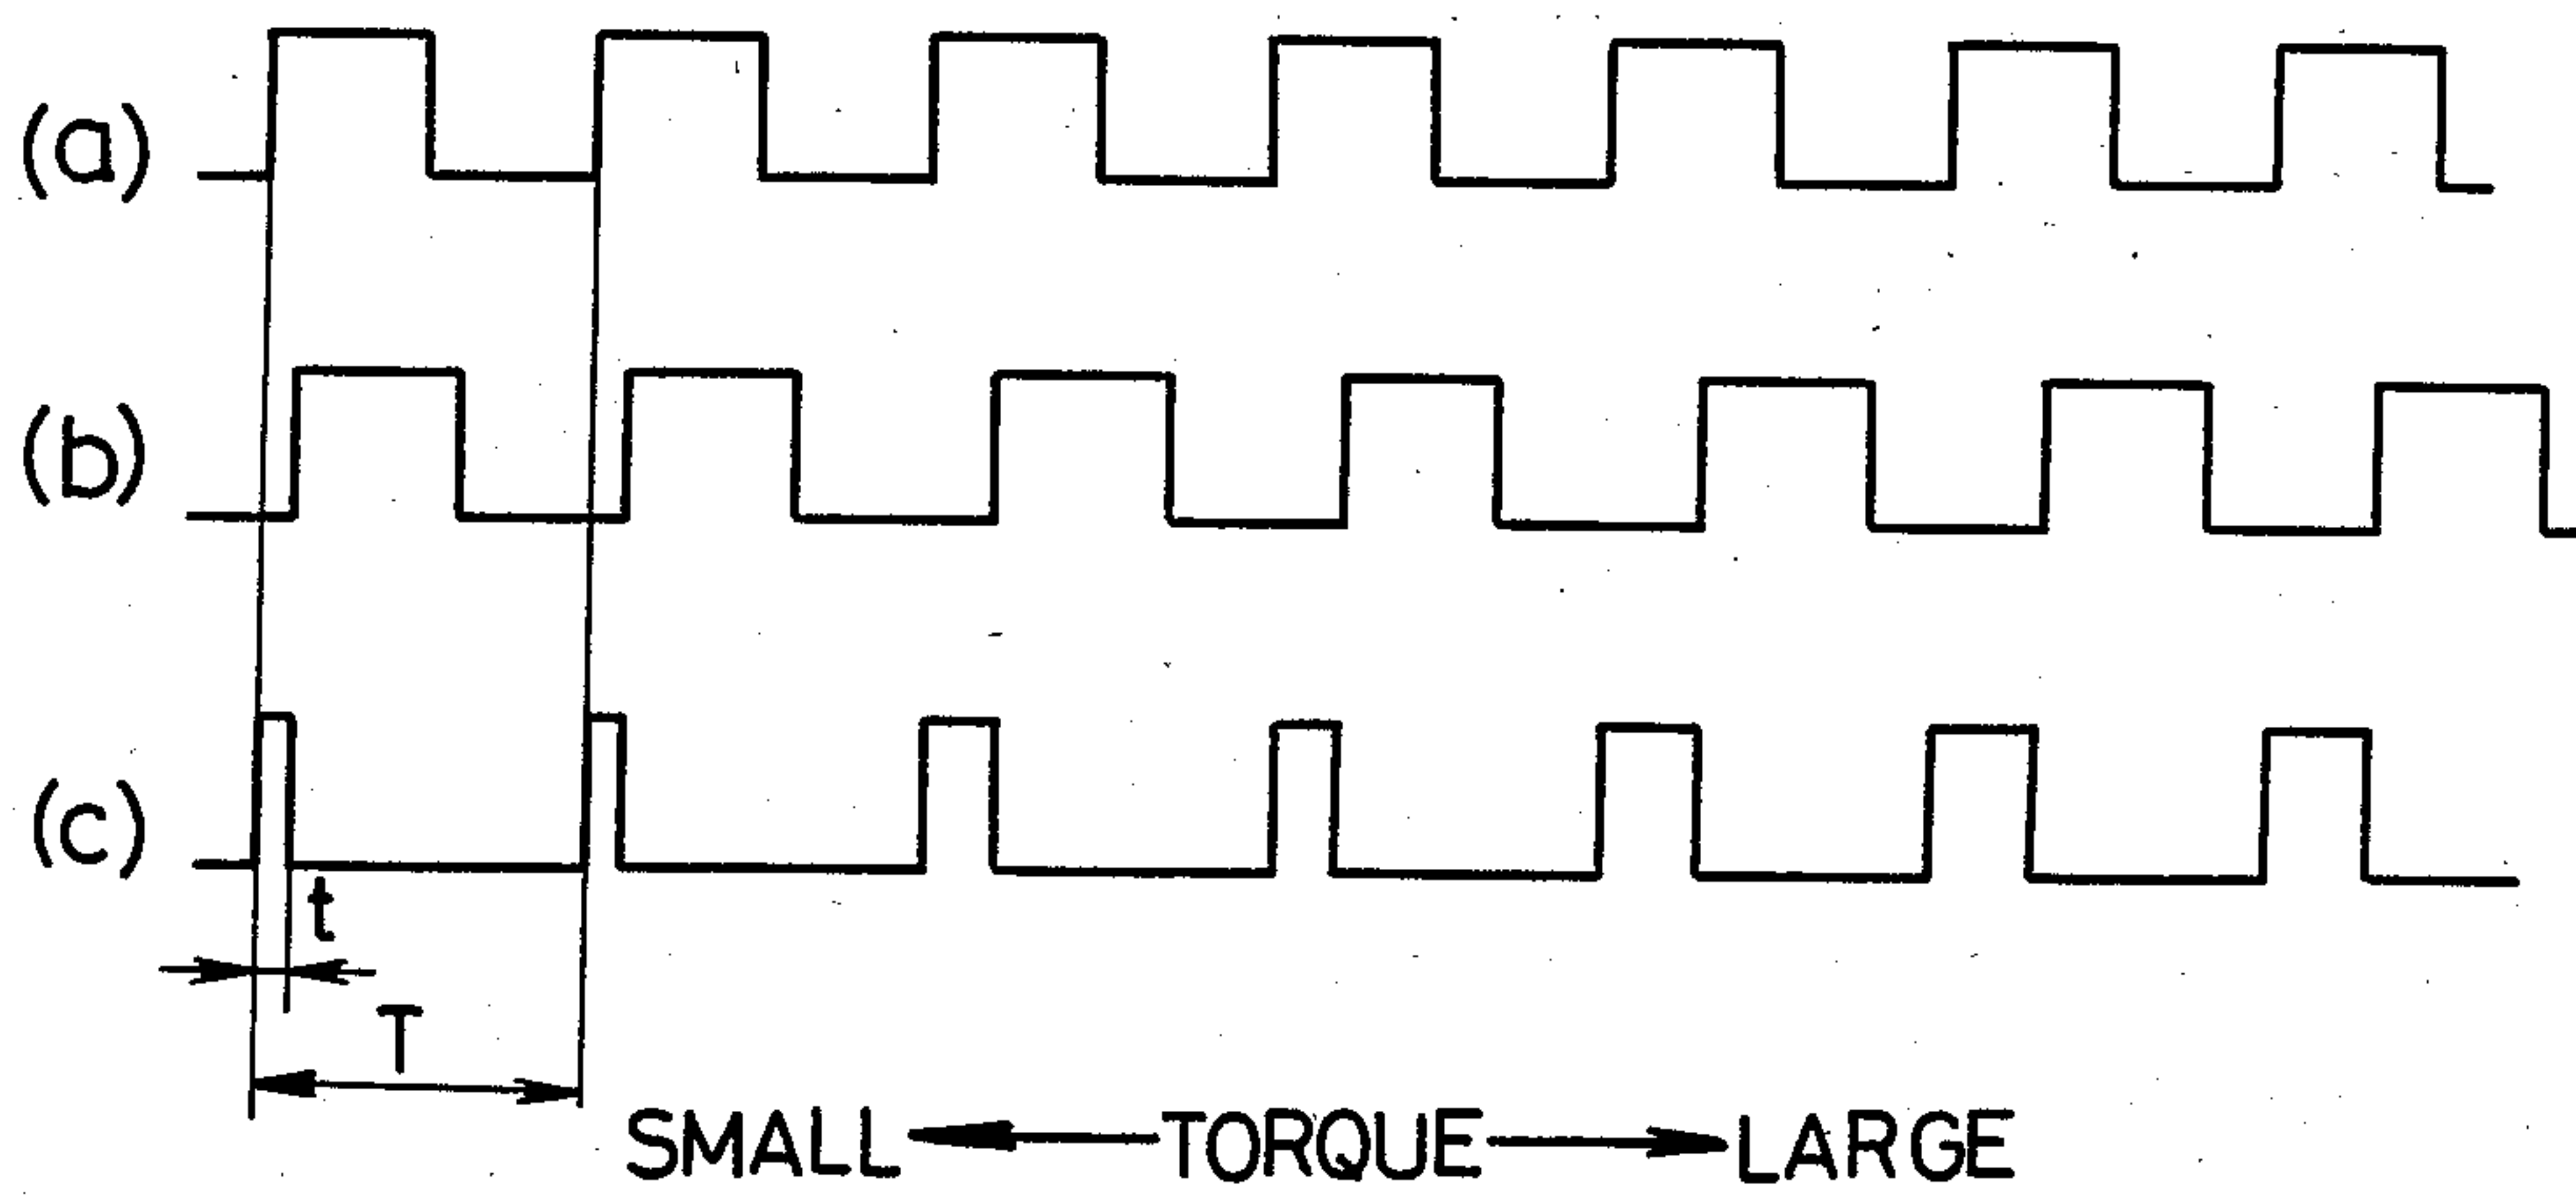 (a)
(b)
(c)
t
T
SMALL ← TORQUE → LARGE